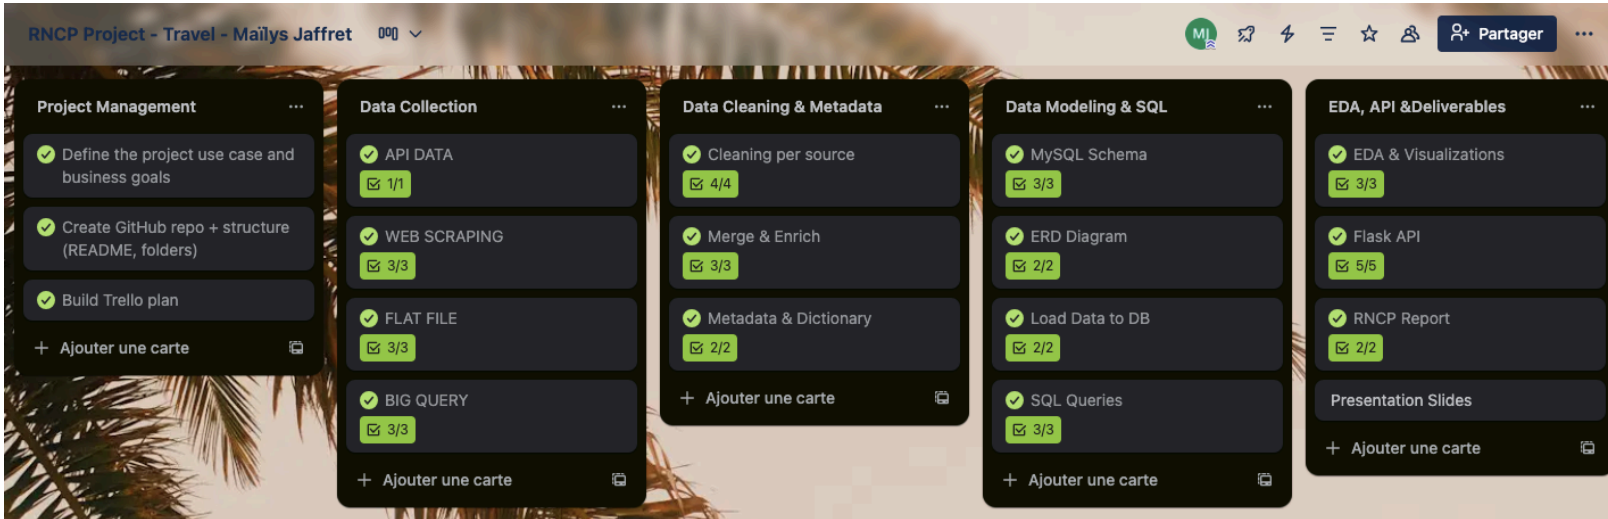 RNCP Project - Travel - Maïlys Jaffret
MJ
Partager
Project Management
Define the project use case and
business goals
Create GitHub repo + structure
(README, folders)
Build Trello plan
Ajouter une carte
Data Collection
API DATA
1/1
WEB SCRAPING
3/3
FLAT FILE
3/3
BIG QUERY
3/3
Ajouter une carte
Data Cleaning & Metadata
Cleaning per source
4/4
Merge & Enrich
3/3
Metadata & Dictionary
2/2
Ajouter une carte
Data Modeling & SQL
MySQL Schema
3/3
ERD Diagram
2/2
Load Data to DB
2/2
SQL Queries
3/3
Ajouter une carte
EDA, API &Deliverables
EDA & Visualizations
3/3
Flask API
5/5
RNCP Report
2/2
Presentation Slides
Ajouter une carte